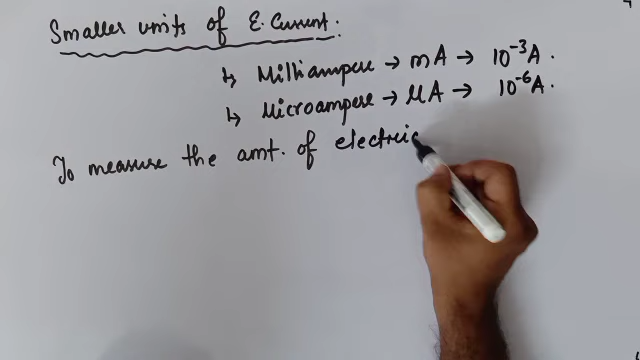 Smaller units of E. Current.
↳ Milliampere → mA → 10⁻³A.
↳ Microampere → μA → 10⁻⁶A.
To measure the amt. of electric